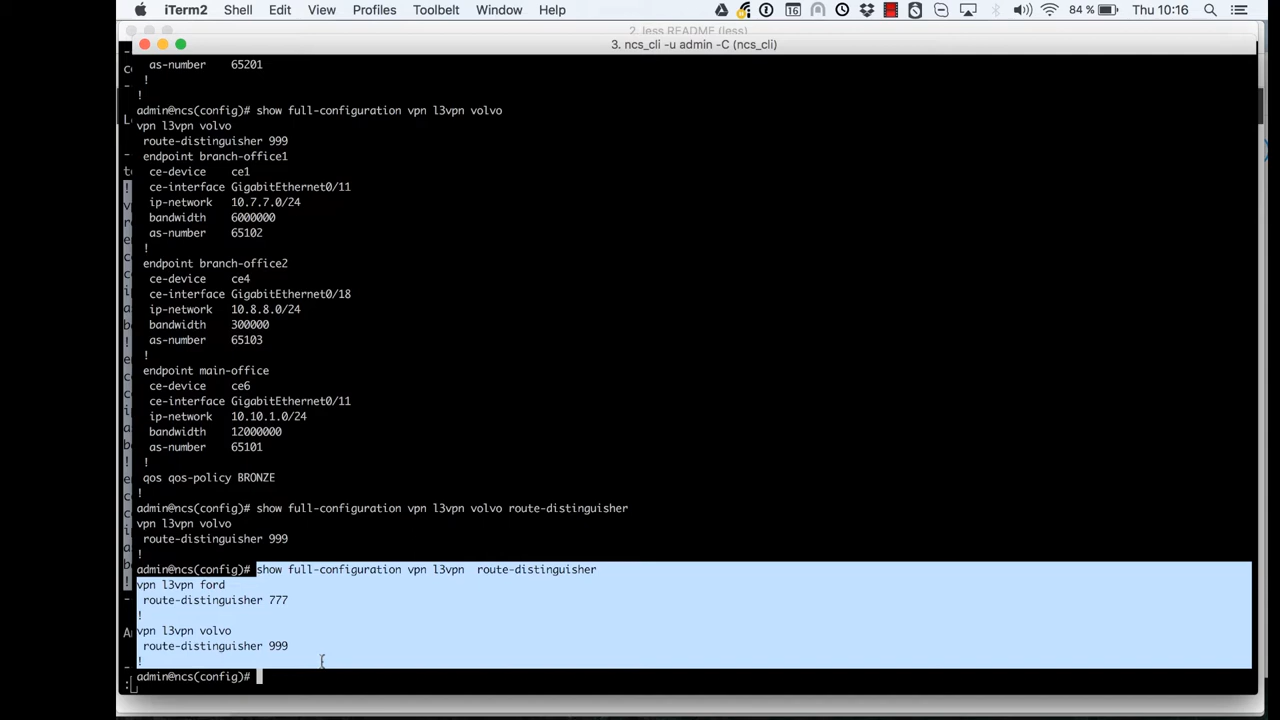 iTerm2 Shell Edit View Profiles Toolbelt Window Help 16 84 % Thu 10:16
2. less README (less)
3. ncs_cli -u admin -C (ncs_cli)
as-number 65201
!
!
admin@ncs(config)# show full-configuration vpn l3vpn volvo
vpn l3vpn volvo
route-distinguisher 999
endpoint branch-office1
ce-device ce1
ce-interface GigabitEthernet0/11
ip-network 10.7.7.0/24
bandwidth 6000000
as-number 65102
!
endpoint branch-office2
ce-device ce4
ce-interface GigabitEthernet0/18
ip-network 10.8.8.0/24
bandwidth 300000
as-number 65103
!
endpoint main-office
ce-device ce6
ce-interface GigabitEthernet0/11
ip-network 10.10.1.0/24
bandwidth 12000000
as-number 65101
!
qos qos-policy BRONZE
!
admin@ncs(config)# show full-configuration vpn l3vpn volvo route-distinguisher
vpn l3vpn volvo
route-distinguisher 999
!
admin@ncs(config)# show full-configuration vpn l3vpn  route-distinguisher
vpn l3vpn ford
route-distinguisher 777
!
vpn l3vpn volvo
route-distinguisher 999
!
admin@ncs(config)#